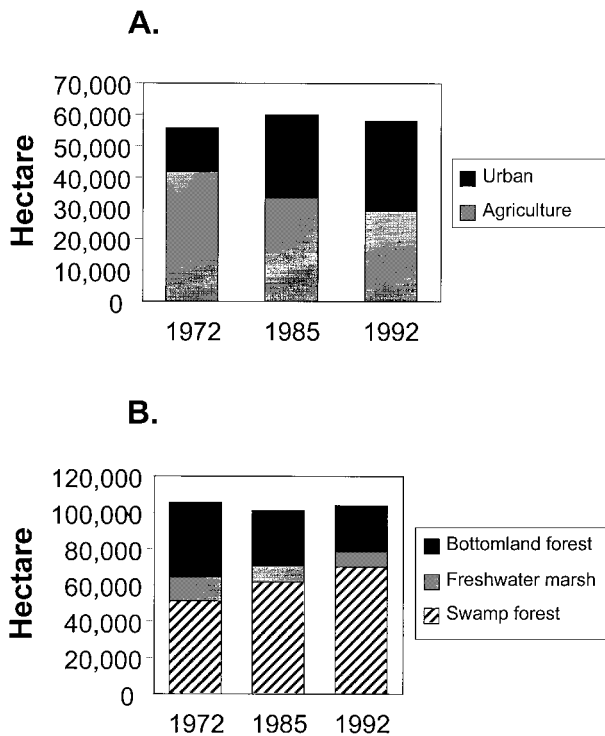 A.
70,000
60,000
50,000
40,000
30,000
20,000
10,000
0
Hectare
1972 1985 1992
Urban
Agriculture
B.
120,000
100,000
80,000
60,000
40,000
20,000
0
Hectare
1972 1985 1992
Bottomland forest
Freshwater marsh
Swamp forest